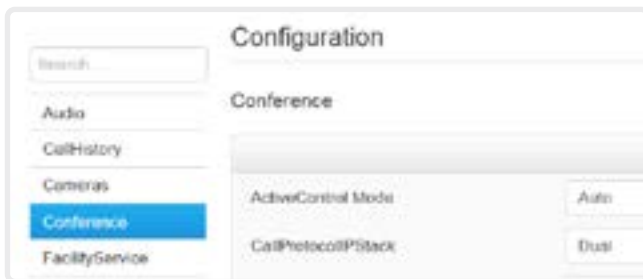 Configuration
Search...
Audio
CallHistory
Cameras
Conference
FacilityService
Conference
ActiveControl Mode
Auto
CallProtocolIPStack
Dual